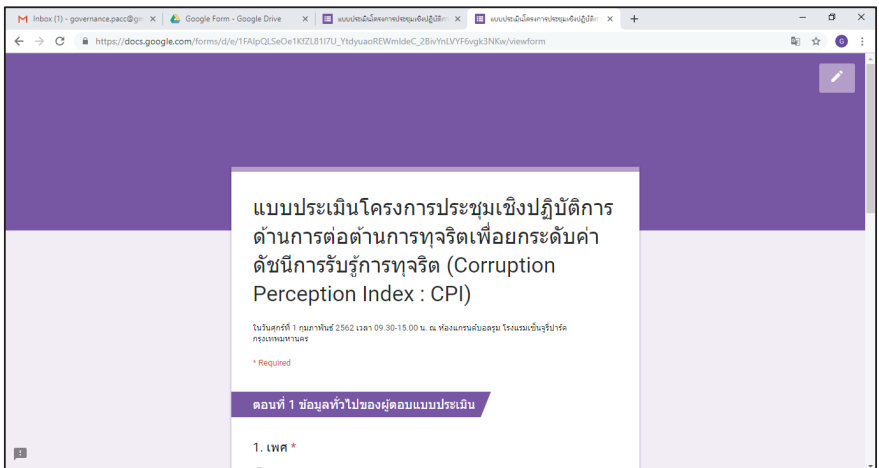 Inbox (1) - governance.pacc@gm
Google Form - Google Drive
แบบประเมินโครงการประชุมเชิงปฏิบัติกา
แบบประเมินโครงการประชุมเชิงปฏิบัติกา
https://docs.google.com/forms/d/e/1FAIpQLSeOe1KfZL81I7U_YtdyuaoREWmIdeC_2BivYnLVYF6vgk3NKw/viewform
G
แบบประเมินโครงการประชุมเชิงปฏิบัติการ
ด้านการต่อต้านการทุจริตเพื่อยกระดับค่า
ดัชนีการรับรู้การทุจริต (Corruption
Perception Index : CPI)
ในวันศุกร์ที่ 1 กุมภาพันธ์ 2562 เวลา 09.30-15.00 น. ณ ห้องแกรนด์บอลรูม โรงแรมเซ็นจูรี่ปาร์ค
กรุงเทพมหานคร
* Required
ตอนที่ 1 ข้อมูลทั่วไปของผู้ตอบแบบประเมิน
1. เพศ *